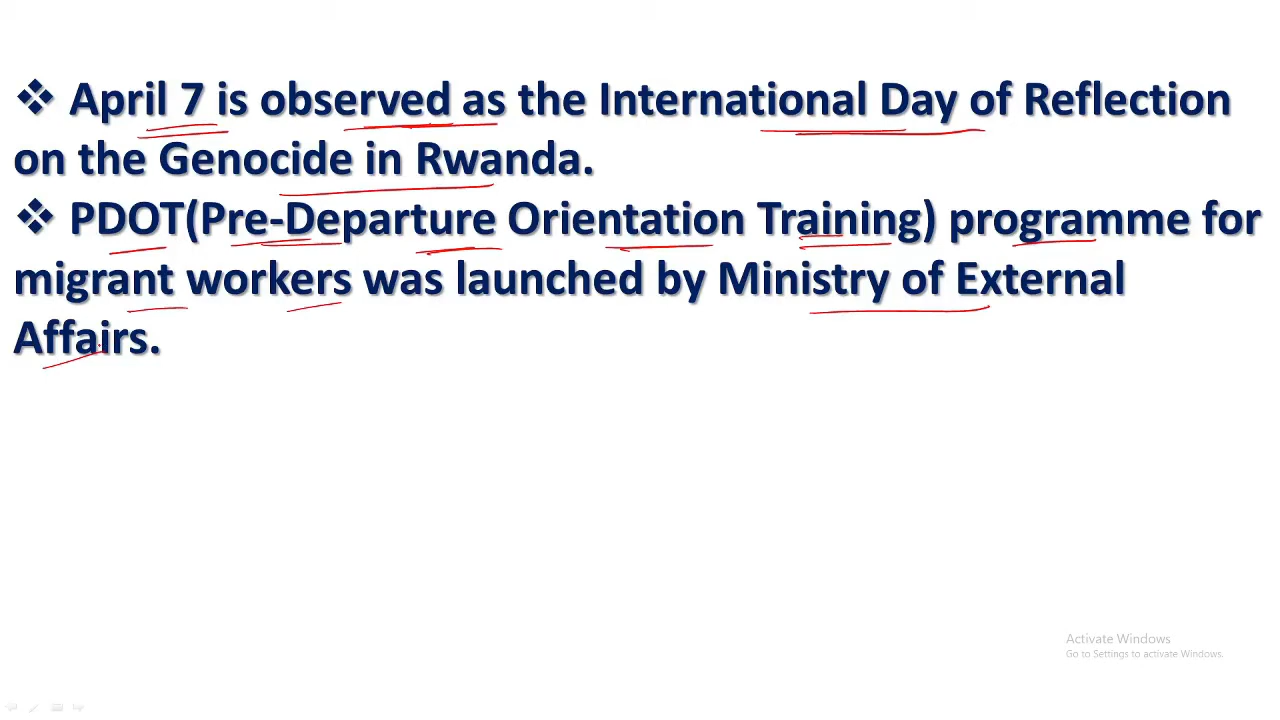 ❖ April 7 is observed as the International Day of Reflection
on the Genocide in Rwanda.
❖ PDOT(Pre-Departure Orientation Training) programme for
migrant workers was launched by Ministry of External
Affairs.
Activate Windows
Go to Settings to activate Windows.